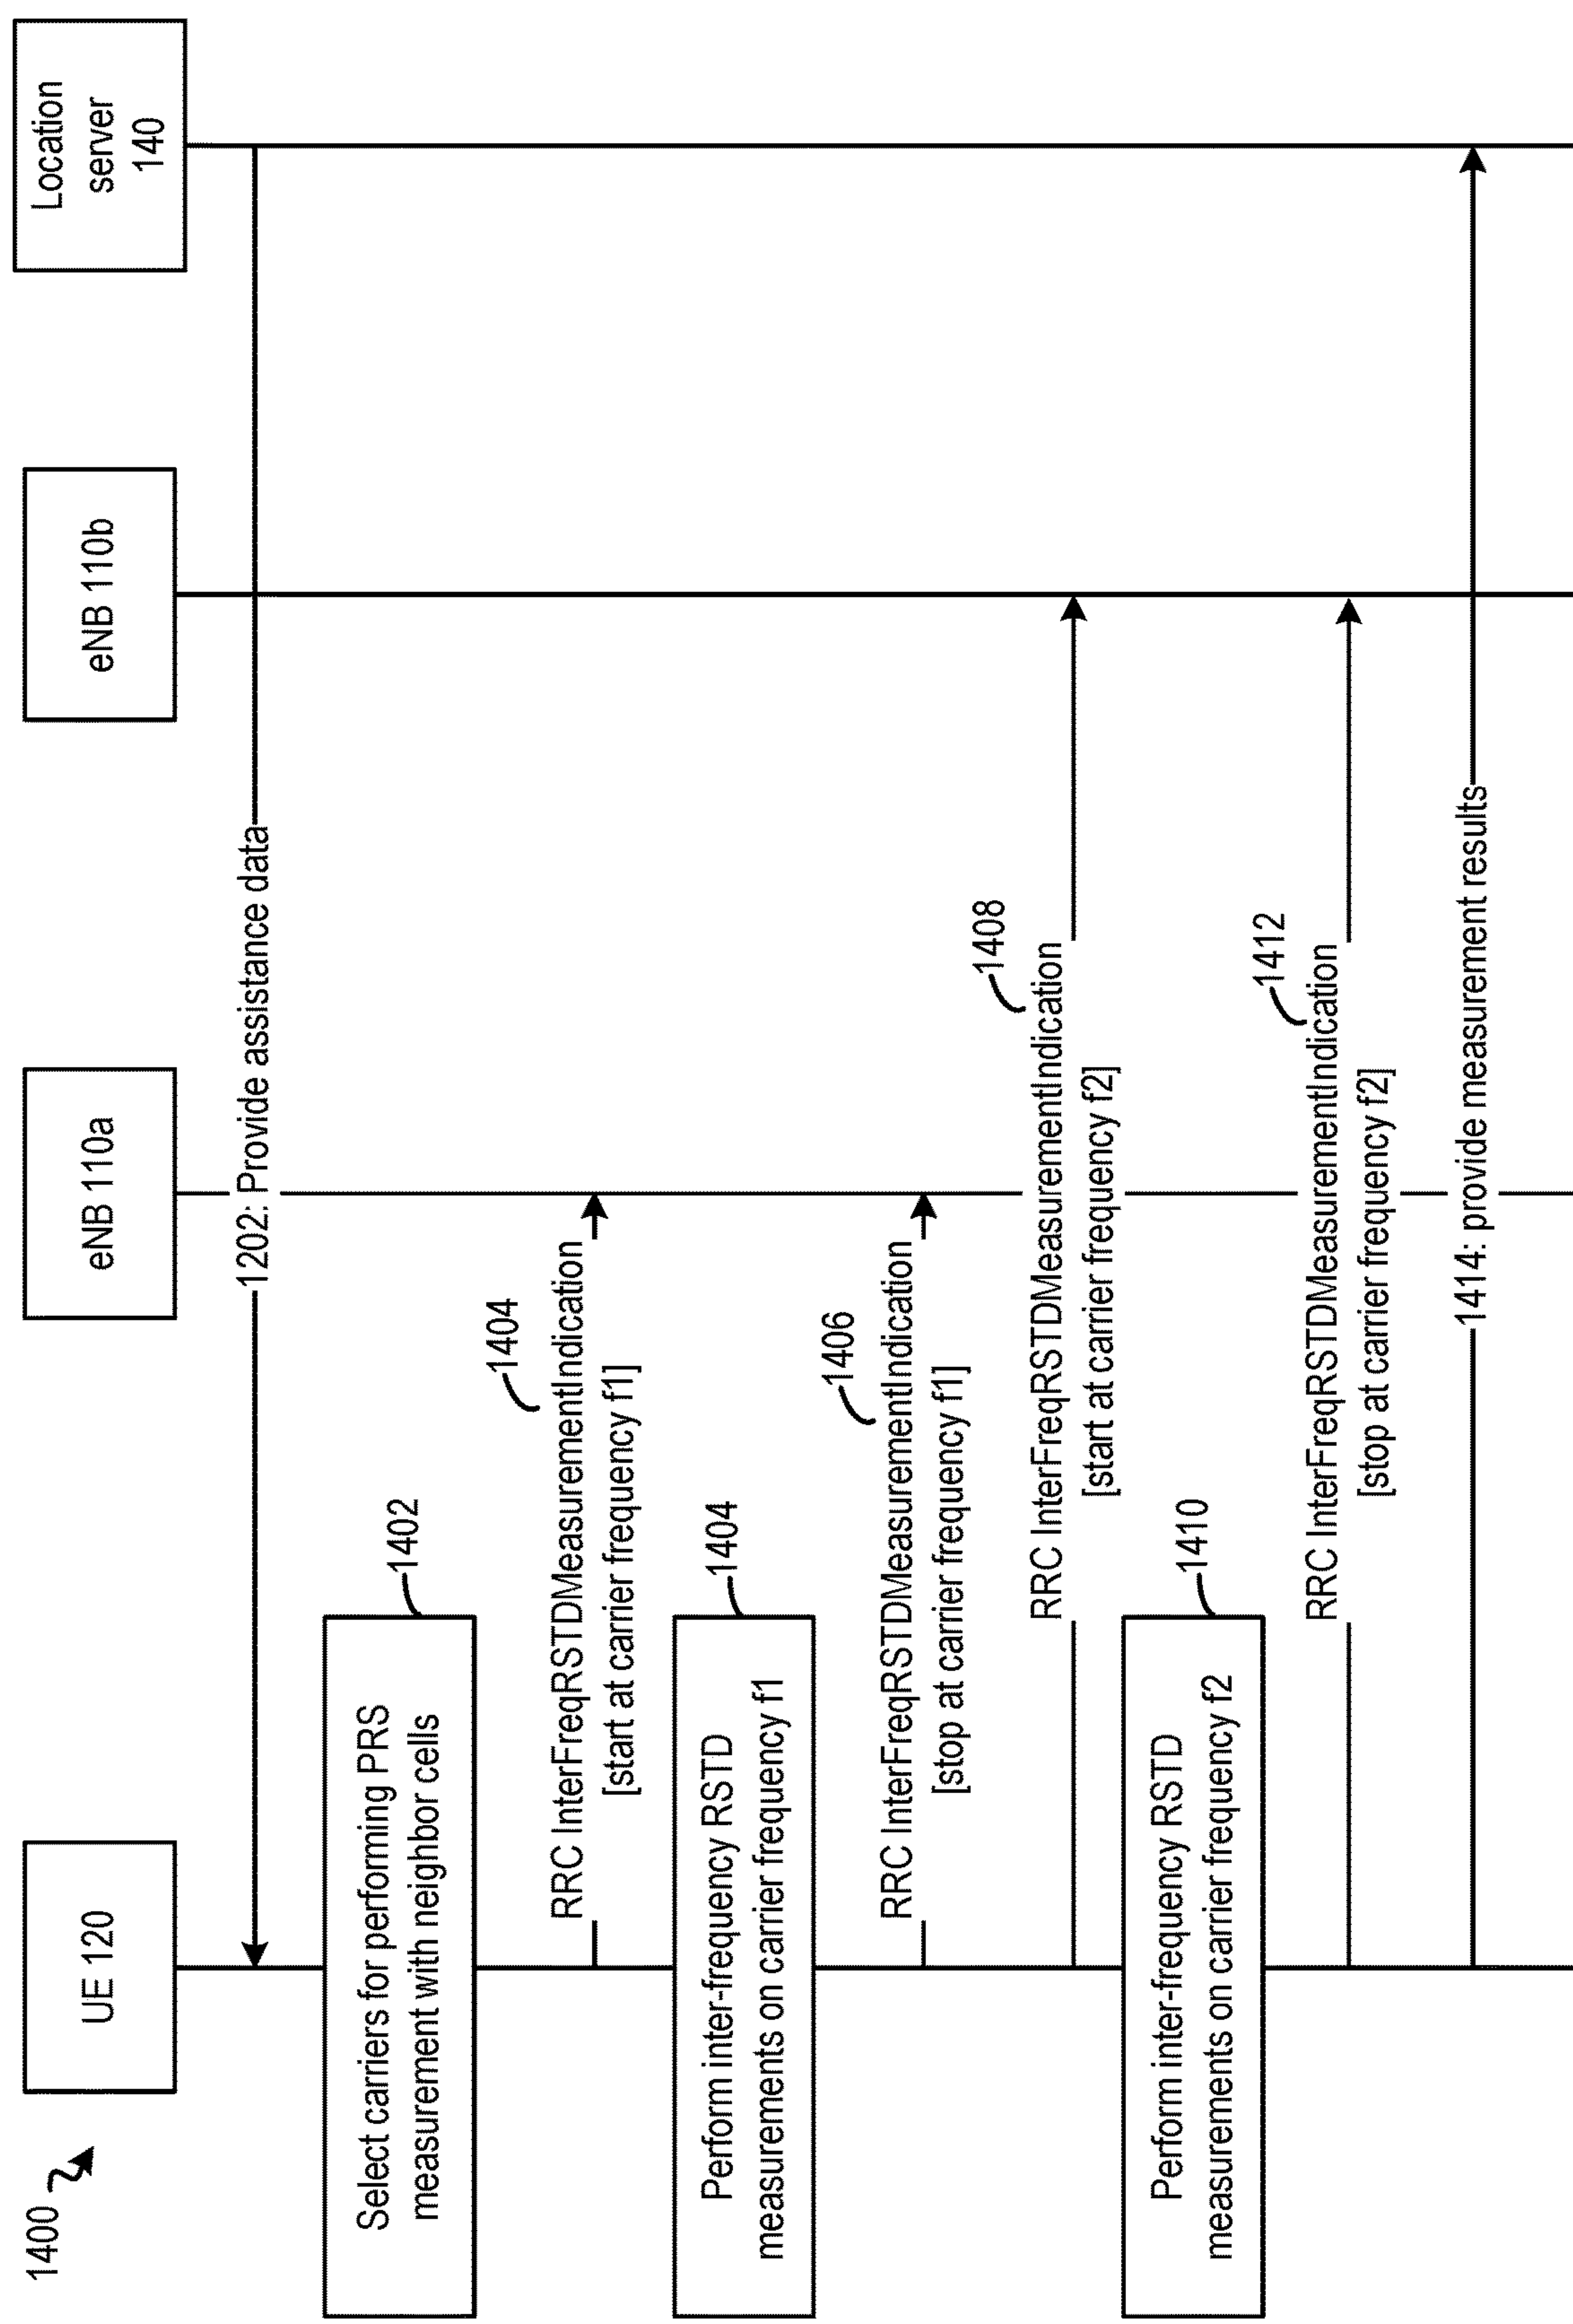 1400
UE 120
eNB 110a
eNB 110b
Location
server
140
1202: Provide assistance data
Select carriers for performing PRS
measurement with neighbor cells
1402
1404
RRC InterFreqRSTDMeasurementIndication
[start at carrier frequency f1]
Perform inter-frequency RSTD
measurements on carrier frequency f1
1404
1406
RRC InterFreqRSTDMeasurementIndication
[stop at carrier frequency f1]
1408
RRC InterFreqRSTDMeasurementIndication
[start at carrier frequency f2]
Perform inter-frequency RSTD
measurements on carrier frequency f2
1410
1412
RRC InterFreqRSTDMeasurementIndication
[stop at carrier frequency f2]
1414: provide measurement results